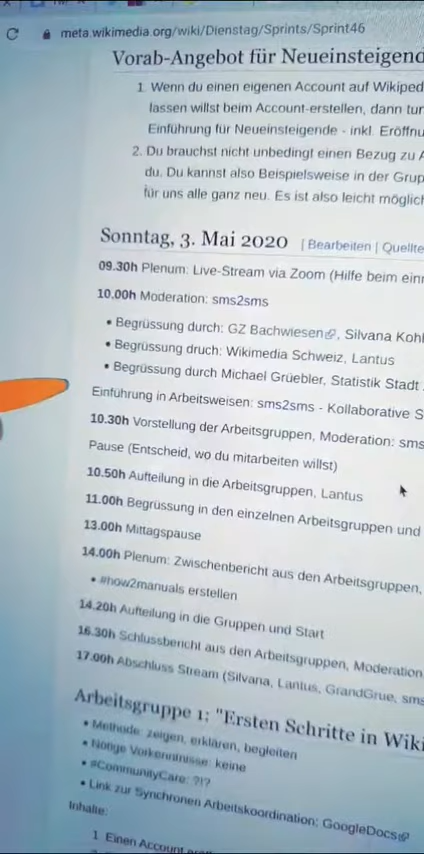 meta.wikimedia.org/wiki/Dienstag/Sprints/Sprint46
Vorab-Angebot für Neueinsteigend
1. Wenn du einen eigenen Account auf Wikiped
lassen willst beim Account-erstellen, dann tur
Einführung für Neueinsteigende - inkl. Eröffnu
2. Du brauchst nicht unbedingt einen Bezug zu A
du. Du kannst also Beispielsweise in der Grup
für uns alle ganz neu. Es ist also leicht möglich
Sonntag, 3. Mai 2020 [ Bearbeiten | Quellte
09.30h Plenum: Live-Stream via Zoom (Hilfe beim einr
10.00h Moderation: sms2sms
• Begrüssung durch: GZ Bachwiesen, Silvana Kohl
• Begrüssung druch: Wikimedia Schweiz, Lantus
• Begrüssung durch Michael Grüebler, Statistik Stadt
Einführung in Arbeitsweisen: sms2sms - Kollaborative S
10.30h Vorstellung der Arbeitsgruppen, Moderation: sms
Pause (Entscheid, wo du mitarbeiten willst)
10.50h Aufteilung in die Arbeitsgruppen, Lantus
11.00h Begrüssung in den einzelnen Arbeitsgruppen und
13.00h Mittagspause
14.00h Plenum: Zwischenbericht aus den Arbeitsgruppen,
• #how2manuals erstellen
14.20h Aufteilung in die Gruppen und Start
16.30h Schlussbericht aus den Arbeitsgruppen, Moderation
17.00h Abschluss Stream (Silvana, Lantus, GrandGrue, sms
Arbeitsgruppe 1: "Ersten Schritte in Wiki
• Methode: zeigen, erklären, begleiten
• Nötige Vorkenntnisse: keine
• #CommunityCare: ?!?
• Link zur Synchronen Arbeitskoordination: GoogleDocs
Inhalte:
1. Einen Account